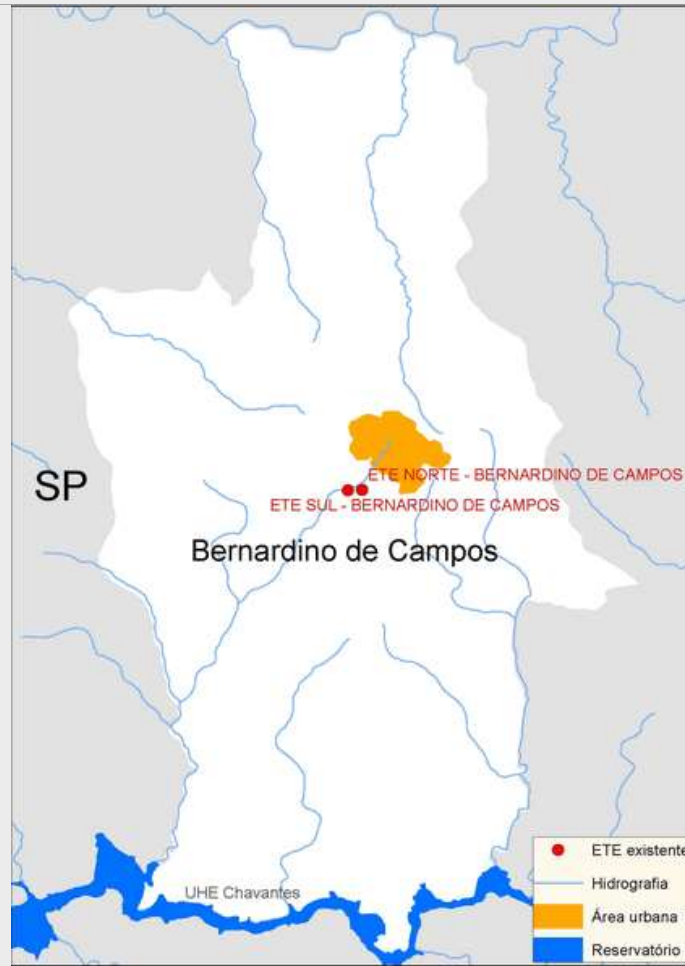 ETE NORTE - BERNARDINO DE CAMPOS
SP
ETE SUL - BERNARDINO DE CAMPOS
Bernardino de Campos
UHE Chavantes
ETE existente
Hidrografia
Área urbana
Reservatório